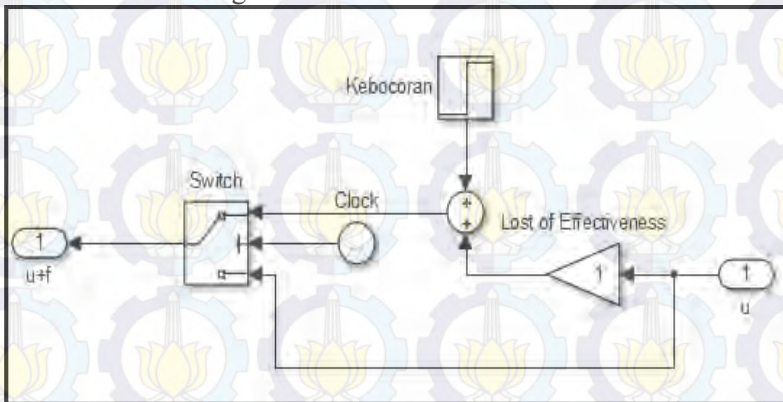 Kebocoran
Switch
Clock
Lost of Effectiveness
1
u+f
1
1
u